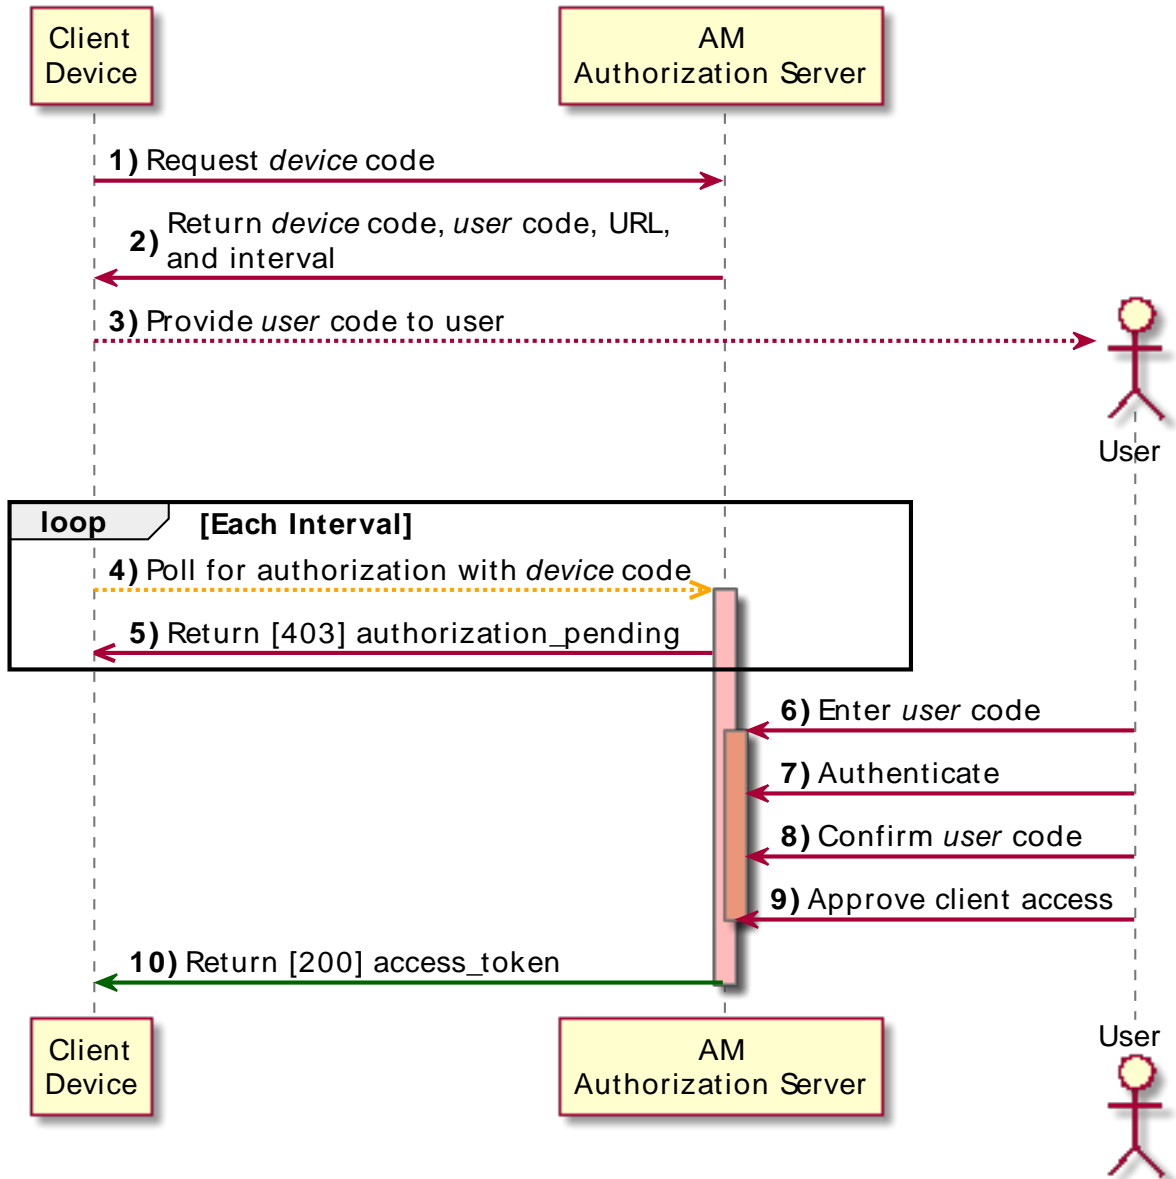 Client
Device
AM
Authorization Server
1) Request device code
2) Return device code, user code, URL,
and interval
3) Provide user code to user
User
loop [Each Interval]
4) Poll for authorization with device code
5) Return [403] authorization_pending
6) Enter user code
7) Authenticate
8) Confirm user code
9) Approve client access
10) Return [200] access_token
Client
Device
AM
Authorization Server
User